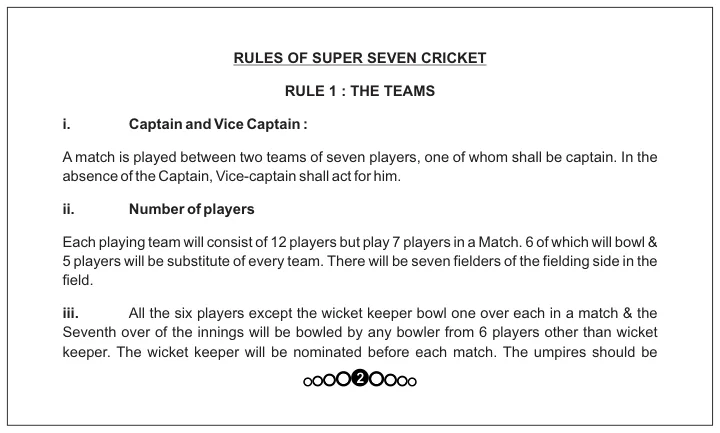 RULES OF SUPER SEVEN CRICKET
RULE 1 : THE TEAMS
i. Captain and Vice Captain :
A match is played between two teams of seven players, one of whom shall be captain. In the
absence of the Captain, Vice-captain shall act for him.
ii. Number of players
Each playing team will consist of 12 players but play 7 players in a Match. 6 of which will bowl &
5 players will be substitute of every team. There will be seven fielders of the fielding side in the
field.
iii. All the six players except the wicket keeper bowl one over each in a match & the
Seventh over of the innings will be bowled by any bowler from 6 players other than wicket
keeper. The wicket keeper will be nominated before each match. The umpires should be
2